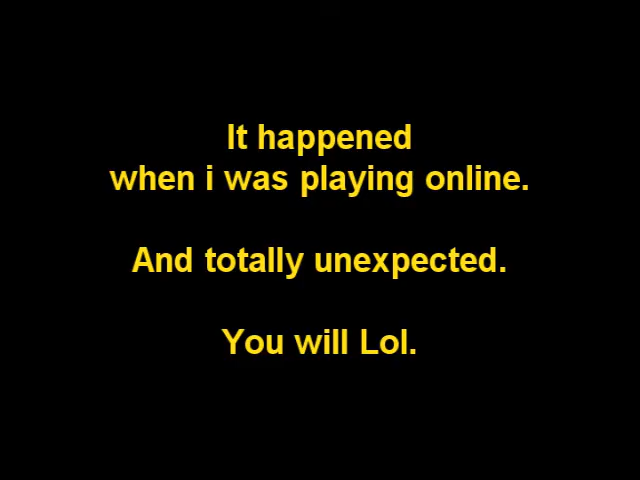 It happened
when i was playing online.
And totally unexpected.
You will Lol.